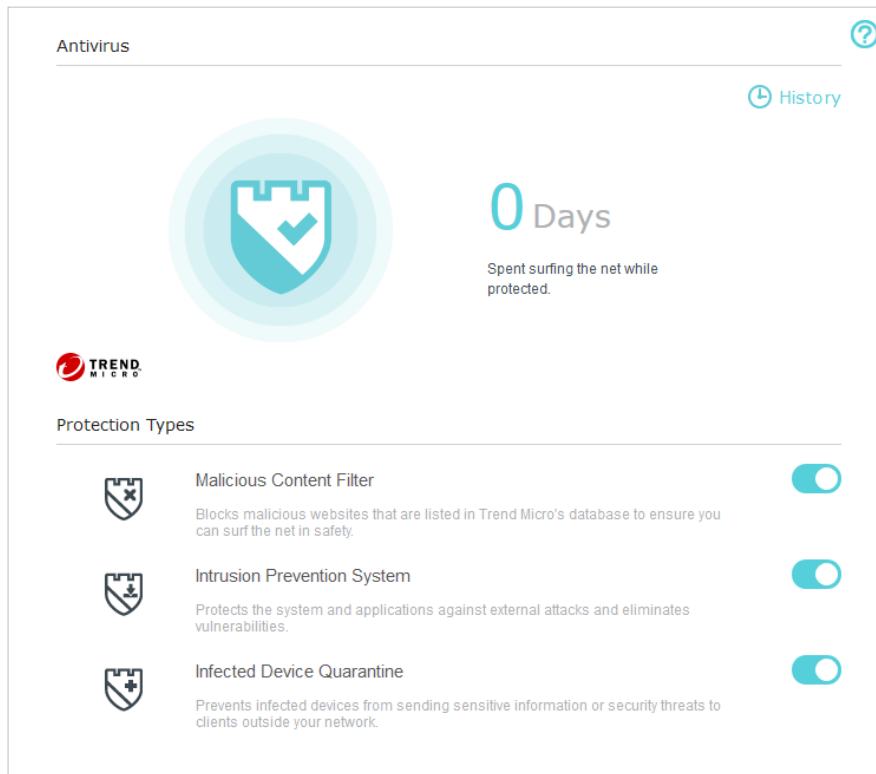 Antivirus
?
History
0 Days
Spent surfing the net while
protected.
TREND
MICRO
Protection Types
Malicious Content Filter
Blocks malicious websites that are listed in Trend Micro's database to ensure you
can surf the net in safety.
Intrusion Prevention System
Protects the system and applications against external attacks and eliminates
vulnerabilities.
Infected Device Quarantine
Prevents infected devices from sending sensitive information or security threats to
clients outside your network.